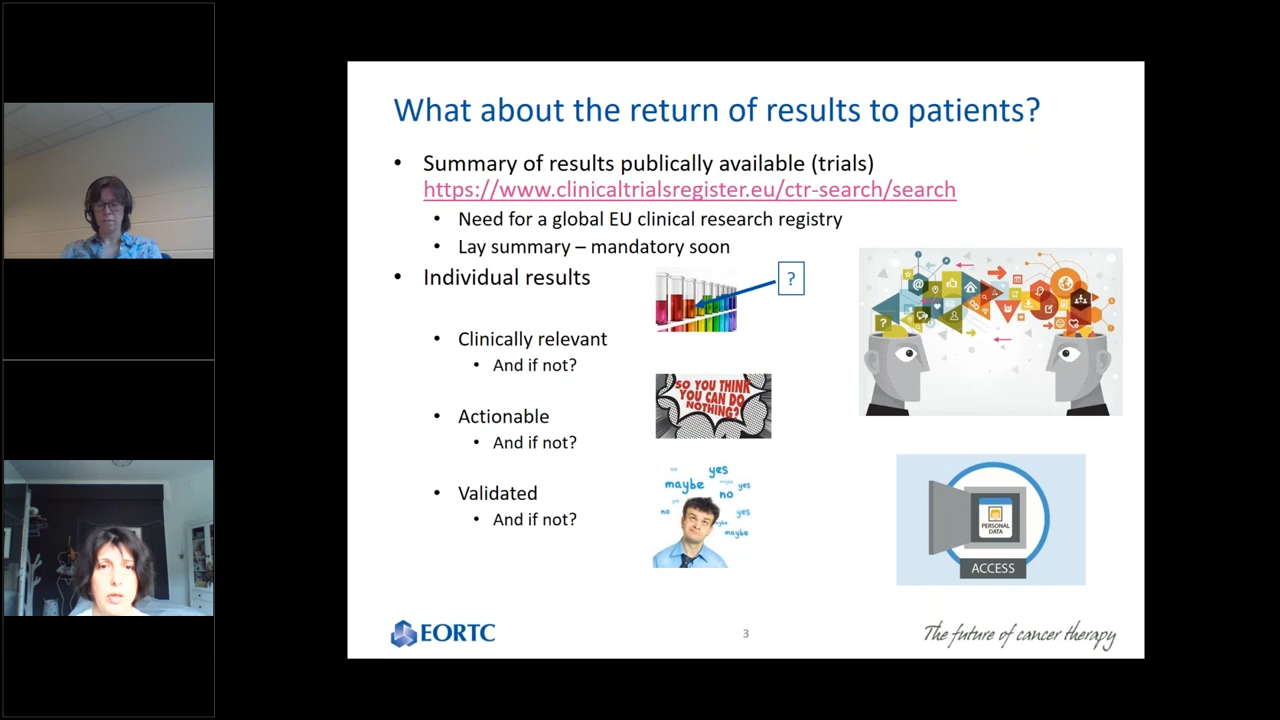 What about the return of results to patients?
• Summary of results publically available (trials)
https://www.clinicaltrialsregister.eu/ctr-search/search
• Need for a global EU clinical research registry
• Lay summary – mandatory soon
• Individual results
?
• Clinically relevant
• And if not?
SO YOU THINK
YOU CAN DO
NOTHING?
• Actionable
• And if not?
yes
maybe
no
yes
no
yes
maybe
• Validated
• And if not?
@
?
PERSONAL
DATA
ACCESS
EORTC
3
The future of cancer therapy